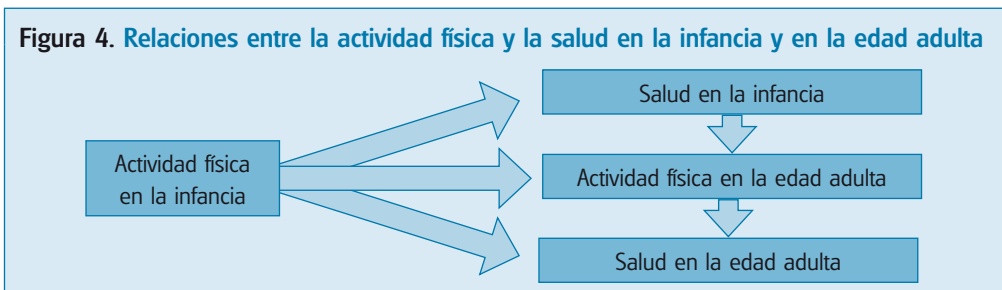 Figura 4. Relaciones entre la actividad física y la salud en la infancia y en la edad adulta
Salud en la infancia
Actividad física
en la infancia
Actividad física en la edad adulta
Salud en la edad adulta